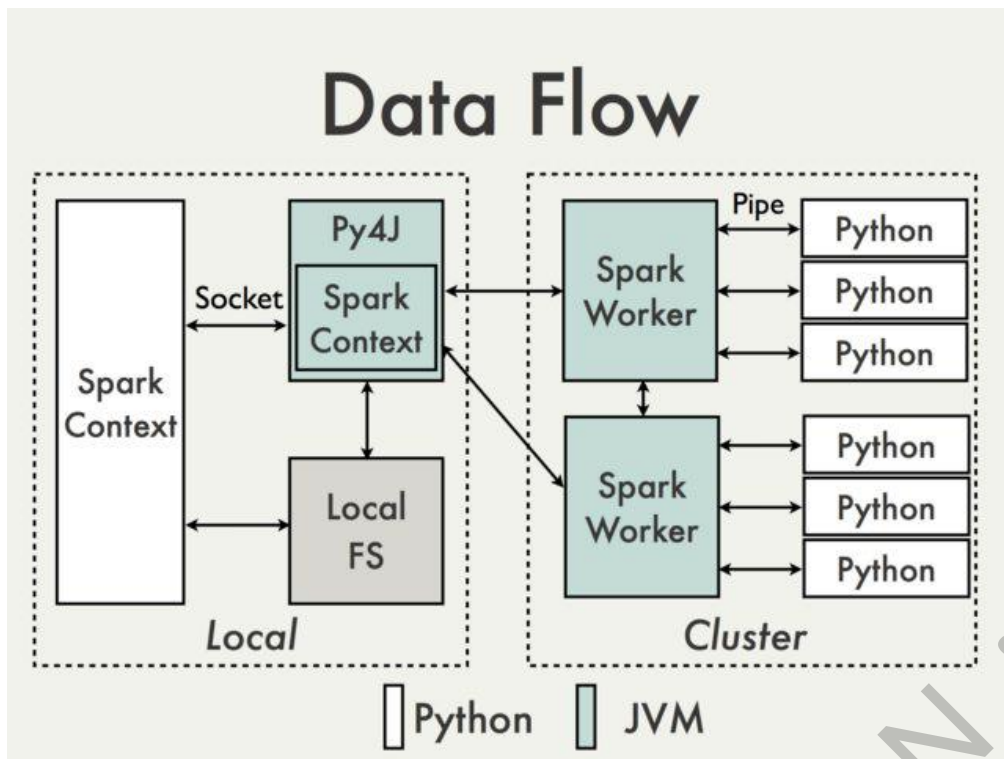 Data Flow
Spark
Context
Socket
Py4J
Spark
Context
Local
FS
Local
Spark
Worker
Spark
Worker
Pipe
Python
Python
Python
Python
Python
Python
Cluster
Python
JVM